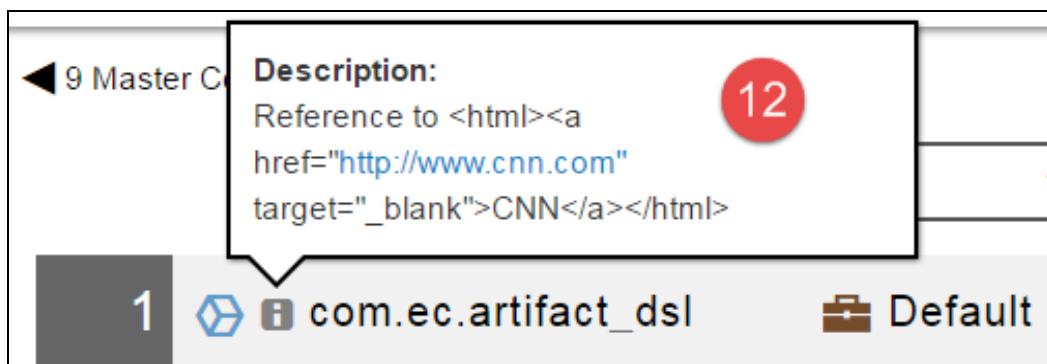 9 Master C
Description:
12
Reference to <html><a
href="http://www.cnn.com"
target="_blank">CNN</a></html>
1 com.ec.artifact_dsl Default